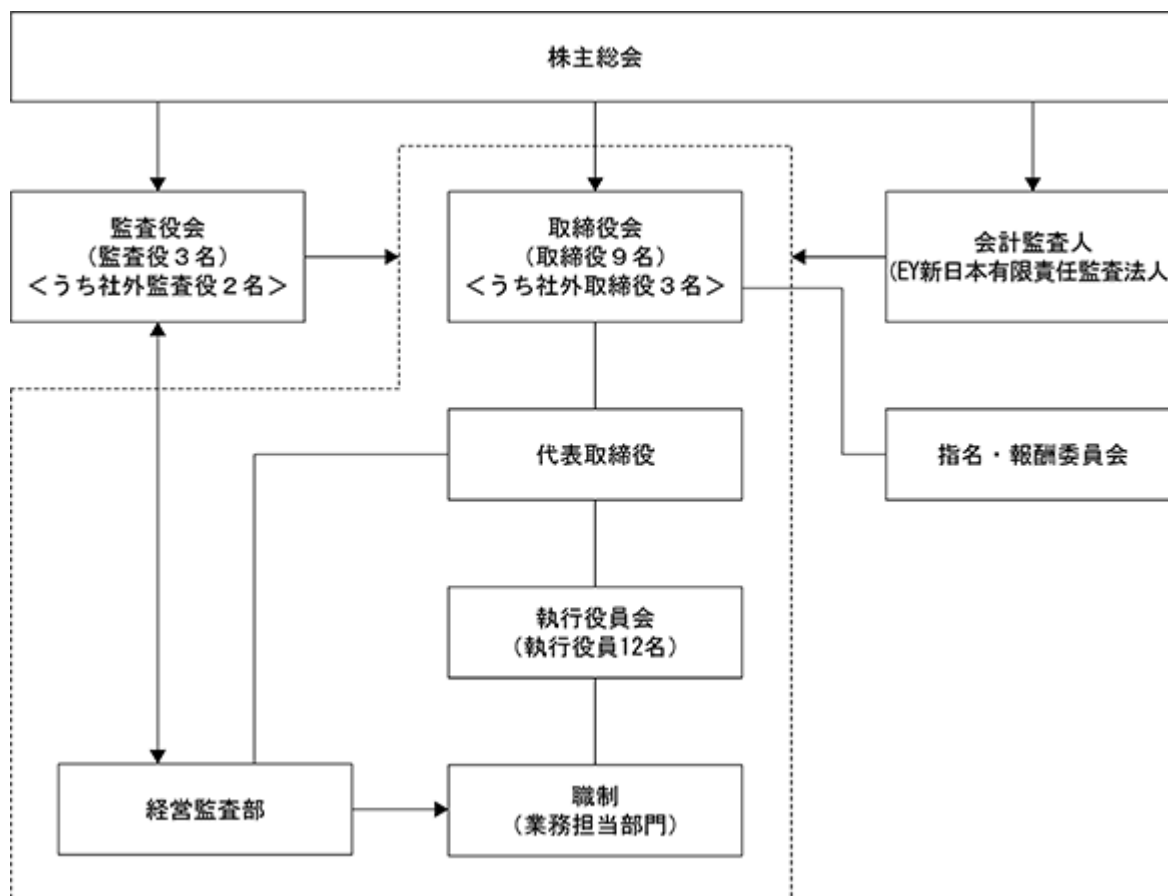 株主総会
監査役会
(監査役３名)
＜うち社外監査役２名＞
取締役会
(取締役９名)
＜うち社外取締役３名＞
会計監査人
(EY新日本有限責任監査法人)
代表取締役
指名・報酬委員会
執行役員会
(執行役員12名)
経営監査部
職制
(業務担当部門)